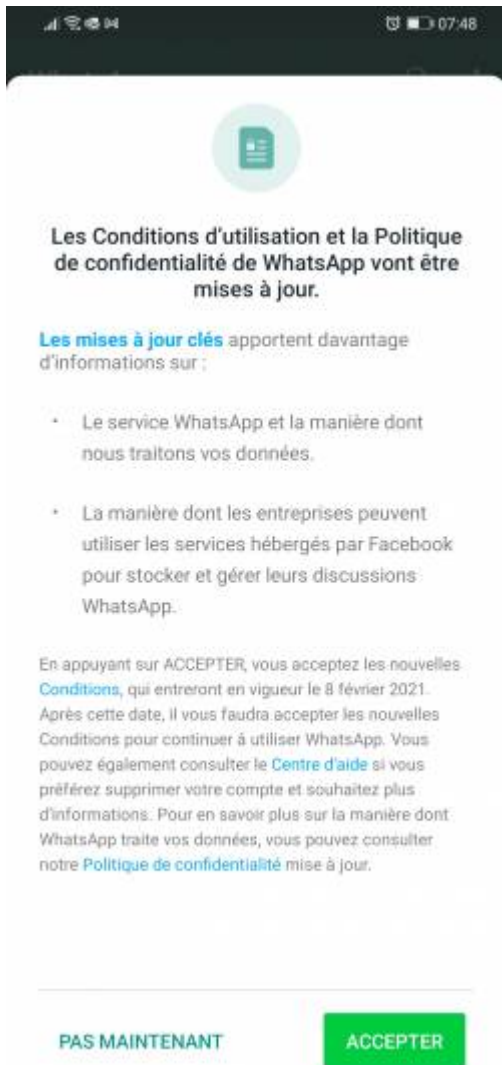 07:48
Les Conditions d'utilisation et la Politique
de confidentialité de WhatsApp vont être
mises à jour.
Les mises à jour clés apportent davantage
d'informations sur :
• Le service WhatsApp et la manière dont
nous traitons vos données.
• La manière dont les entreprises peuvent
utiliser les services hébergés par Facebook
pour stocker et gérer leurs discussions
WhatsApp.
En appuyant sur ACCEPTER, vous acceptez les nouvelles
Conditions, qui entreront en vigueur le 8 février 2021.
Après cette date, il vous faudra accepter les nouvelles
Conditions pour continuer à utiliser WhatsApp. Vous
pouvez également consulter le Centre d'aide si vous
préférez supprimer votre compte et souhaitez plus
d'informations. Pour en savoir plus sur la manière dont
WhatsApp traite vos données, vous pouvez consulter
notre Politique de confidentialité mise à jour.
PAS MAINTENANT
ACCEPTER